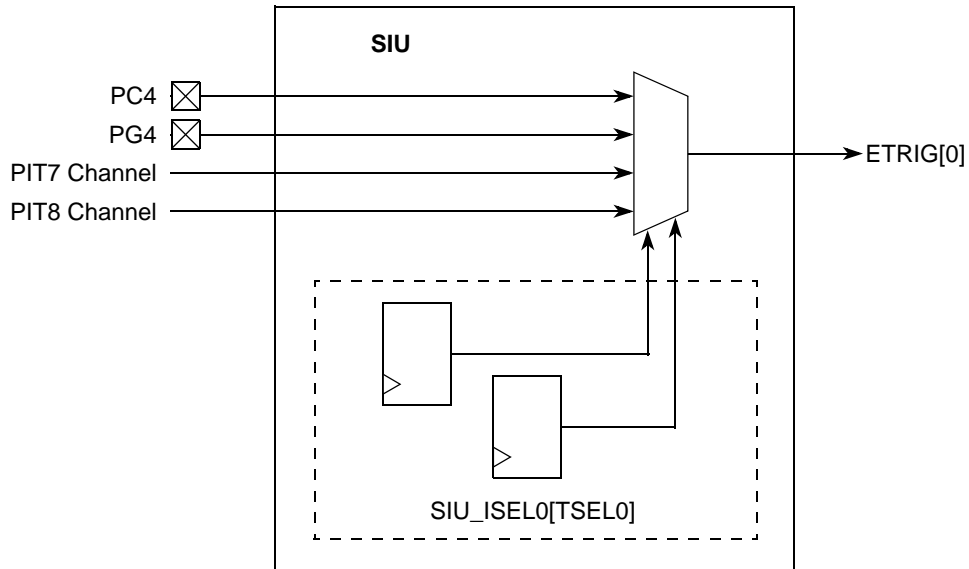 SIU
PC4
PG4
PIT7 Channel
PIT8 Channel
ETRIG[0]
SIU_ISEL0[TSEL0]